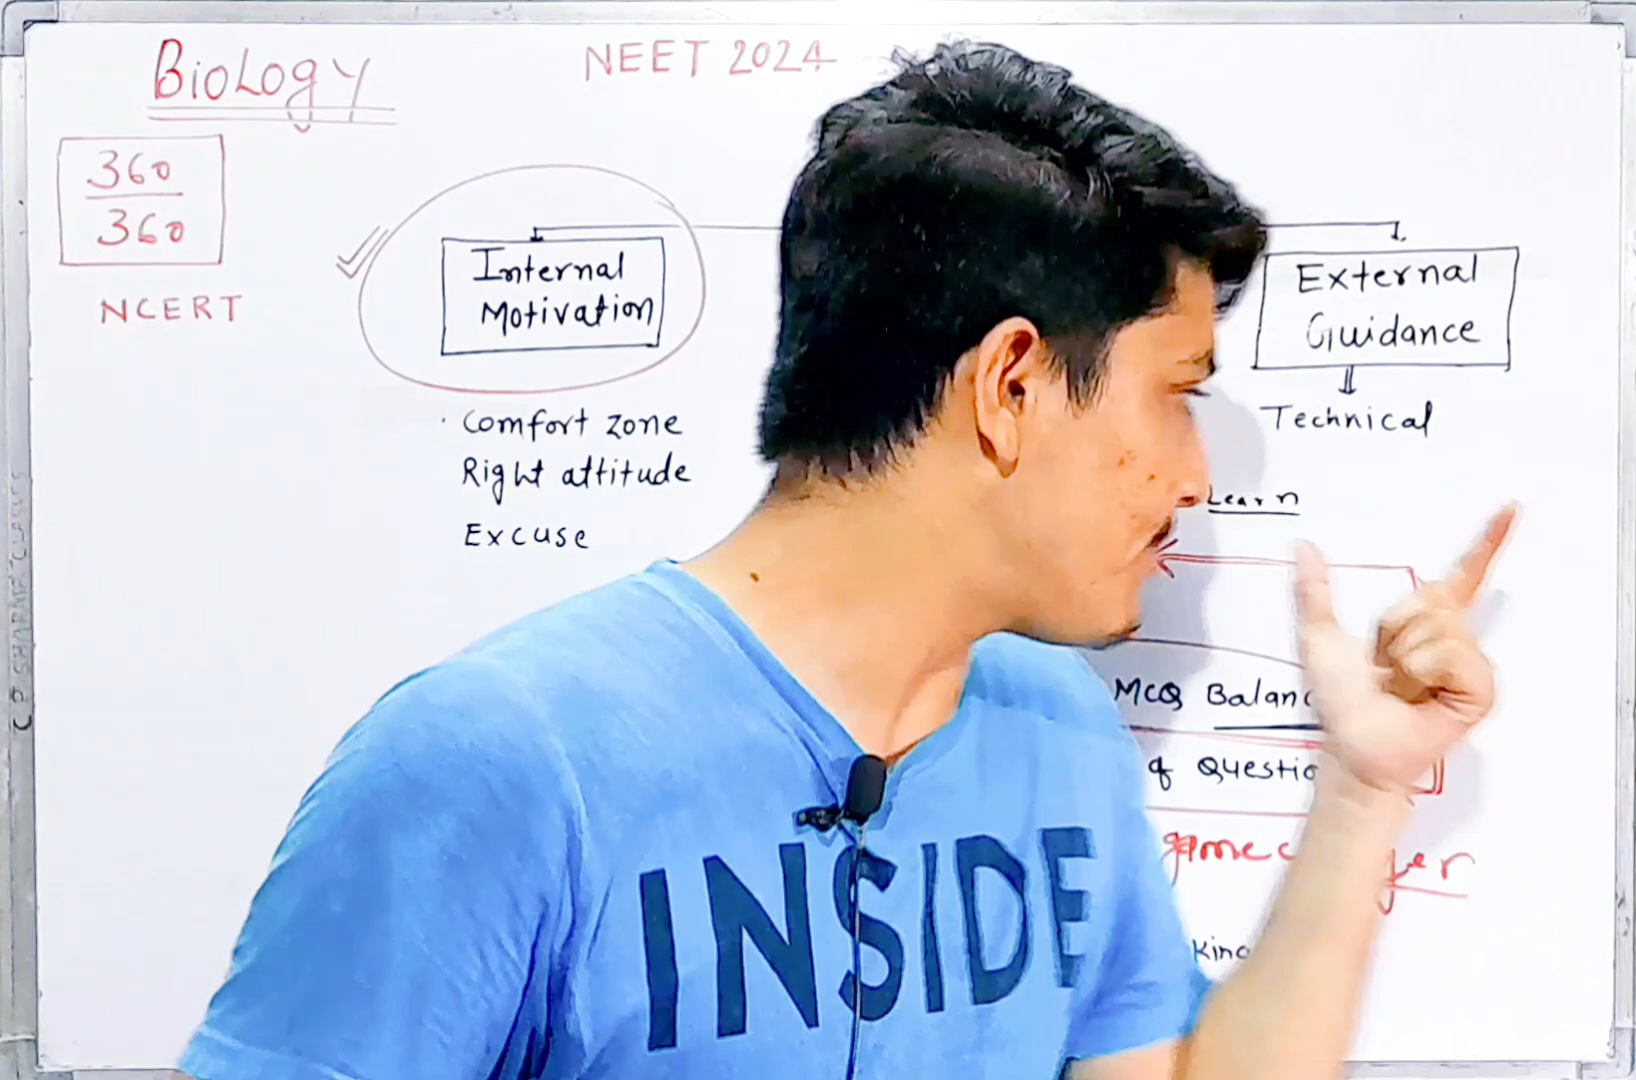 Biology
NEET 2024
360
360
NCERT
Internal
Motivation
External
Guidance
Comfort zone
Right attitude
Excuse
Technical
Learn
MCQ
of
INSIDE